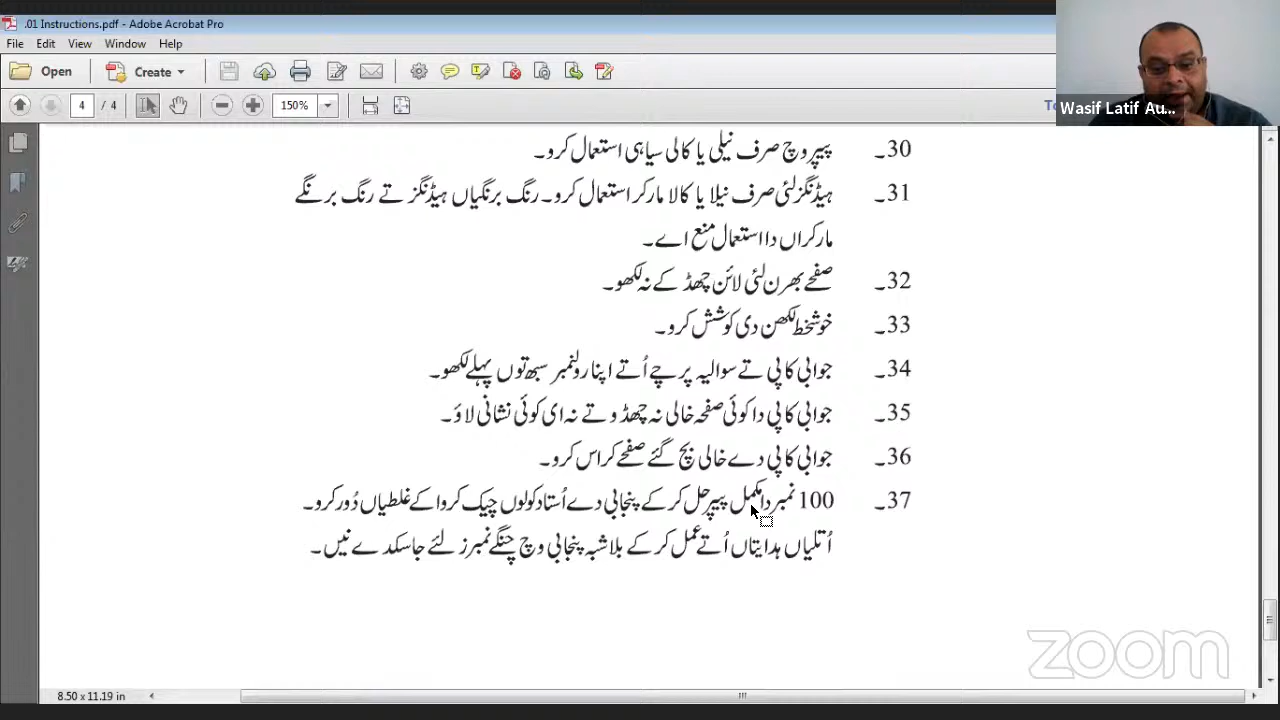 .01 Instructions.pdf - Adobe Acrobat Pro
File Edit View Window Help
Open Create
4 / 4 150% To
Wasif Latif Au...
30۔ پیپر وچ صرف نیلی یا کالی سیاہی استعمال کرو۔
31۔ ہیڈنگز لئی صرف نیلا یا کالا مارکر استعمال کرو۔ رنگ برنگیاں ہیڈنگز تے رنگ برنگے
مارکراں دا استعمال منع اے۔
32۔ صفحے بھرن لئی لائن چھڈ کے نہ لکھو۔
33۔ خوشخط لکھن دی کوشش کرو۔
34۔ جوابی کاپی تے سوالیہ پرچے اُتے اپنا رولنمبر سبھ توں پہلے لکھو۔
35۔ جوابی کاپی دا کوئی صفحہ خالی نہ چھڈو تے نہ ای کوئی نشانی لاؤ۔
36۔ جوابی کاپی دے خالی بچ گئے صفحے کراس کرو۔
37۔ 100 نمبر دا مکمل پیپر حل کر کے پنجابی دے اُستاد کولوں چیک کروا کے غلطیاں دُور کرو۔
اُتلیاں ہدایتاں اُتے عمل کر کے بلا شبہ پنجابی وچ چنگے نمبرز لئے جا سکدے نیں۔
zoom
8.50 x 11.19 in